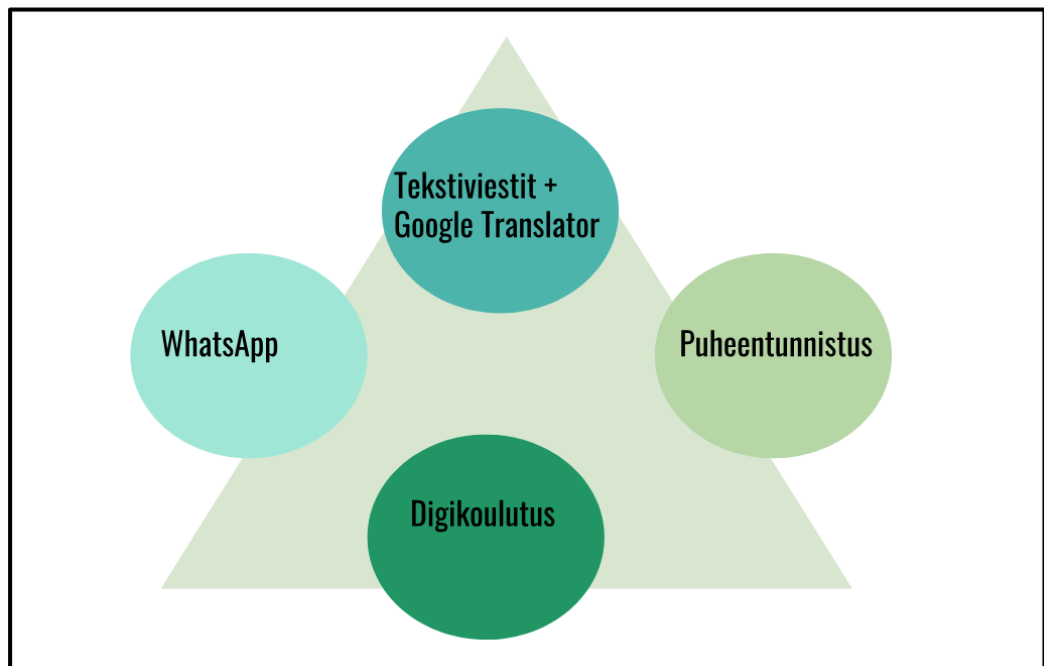 Tekstiviestit +
Google Translator
WhatsApp
Puheentunnistus
Digikoulutus